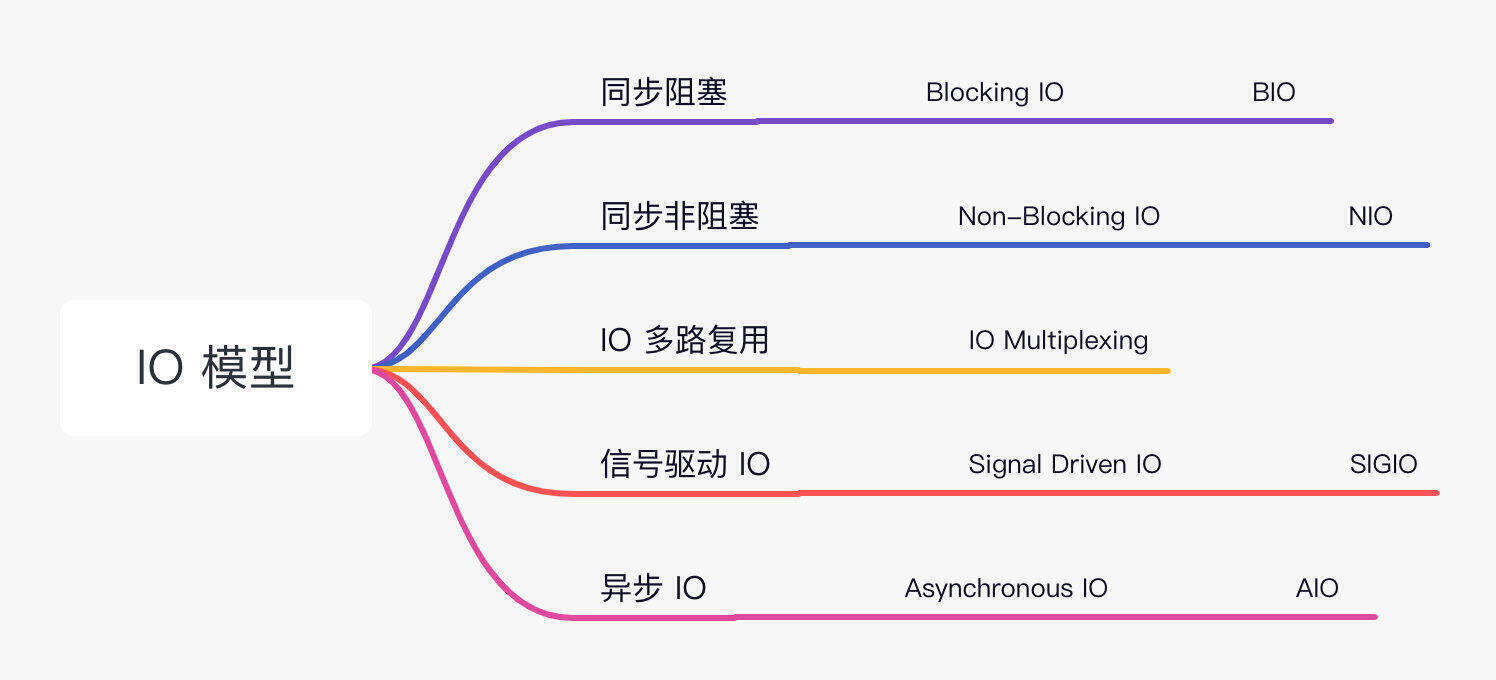 IO 模型
同步阻塞 Blocking IO BIO
同步非阻塞 Non-Blocking IO NIO
IO 多路复用 IO Multiplexing
信号驱动 IO Signal Driven IO SIGIO
异步 IO Asynchronous IO AIO